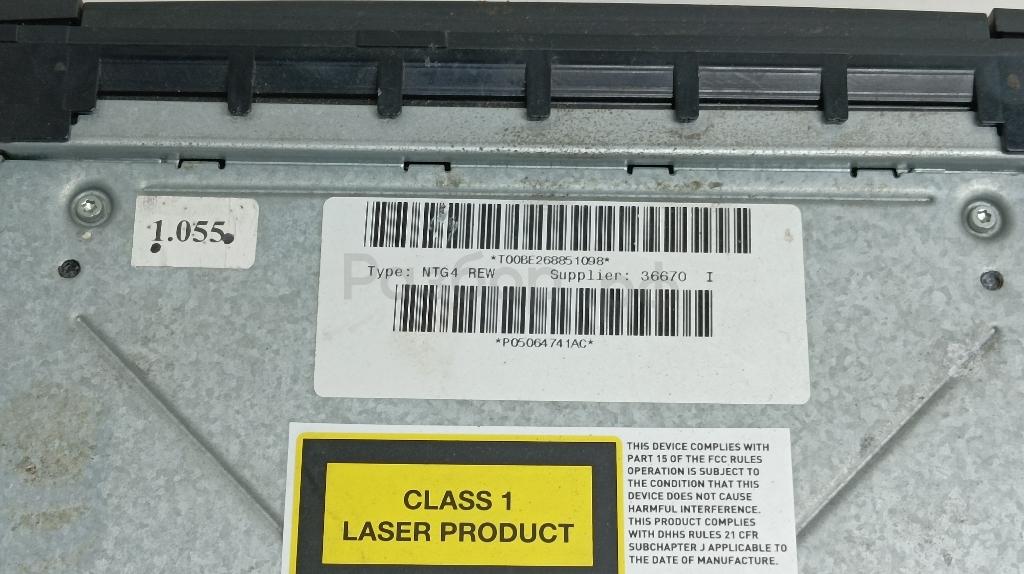 1.055
*T00BE268851098*
Type: NTG4 REW Supplier: 36670 I
*P05064741AC*
CLASS 1
LASER PRODUCT
THIS DEVICE COMPLIES WITH
PART 15 OF THE FCC RULES
OPERATION IS SUBJECT TO
THE CONDITION THAT THIS
DEVICE DOES NOT CAUSE
HARMFUL INTERFERENCE.
THIS PRODUCT COMPLIES
WITH DHHS RULES 21 CFR
SUBCHAPTER J APPLICABLE TO
THE DATE OF MANUFACTURE.